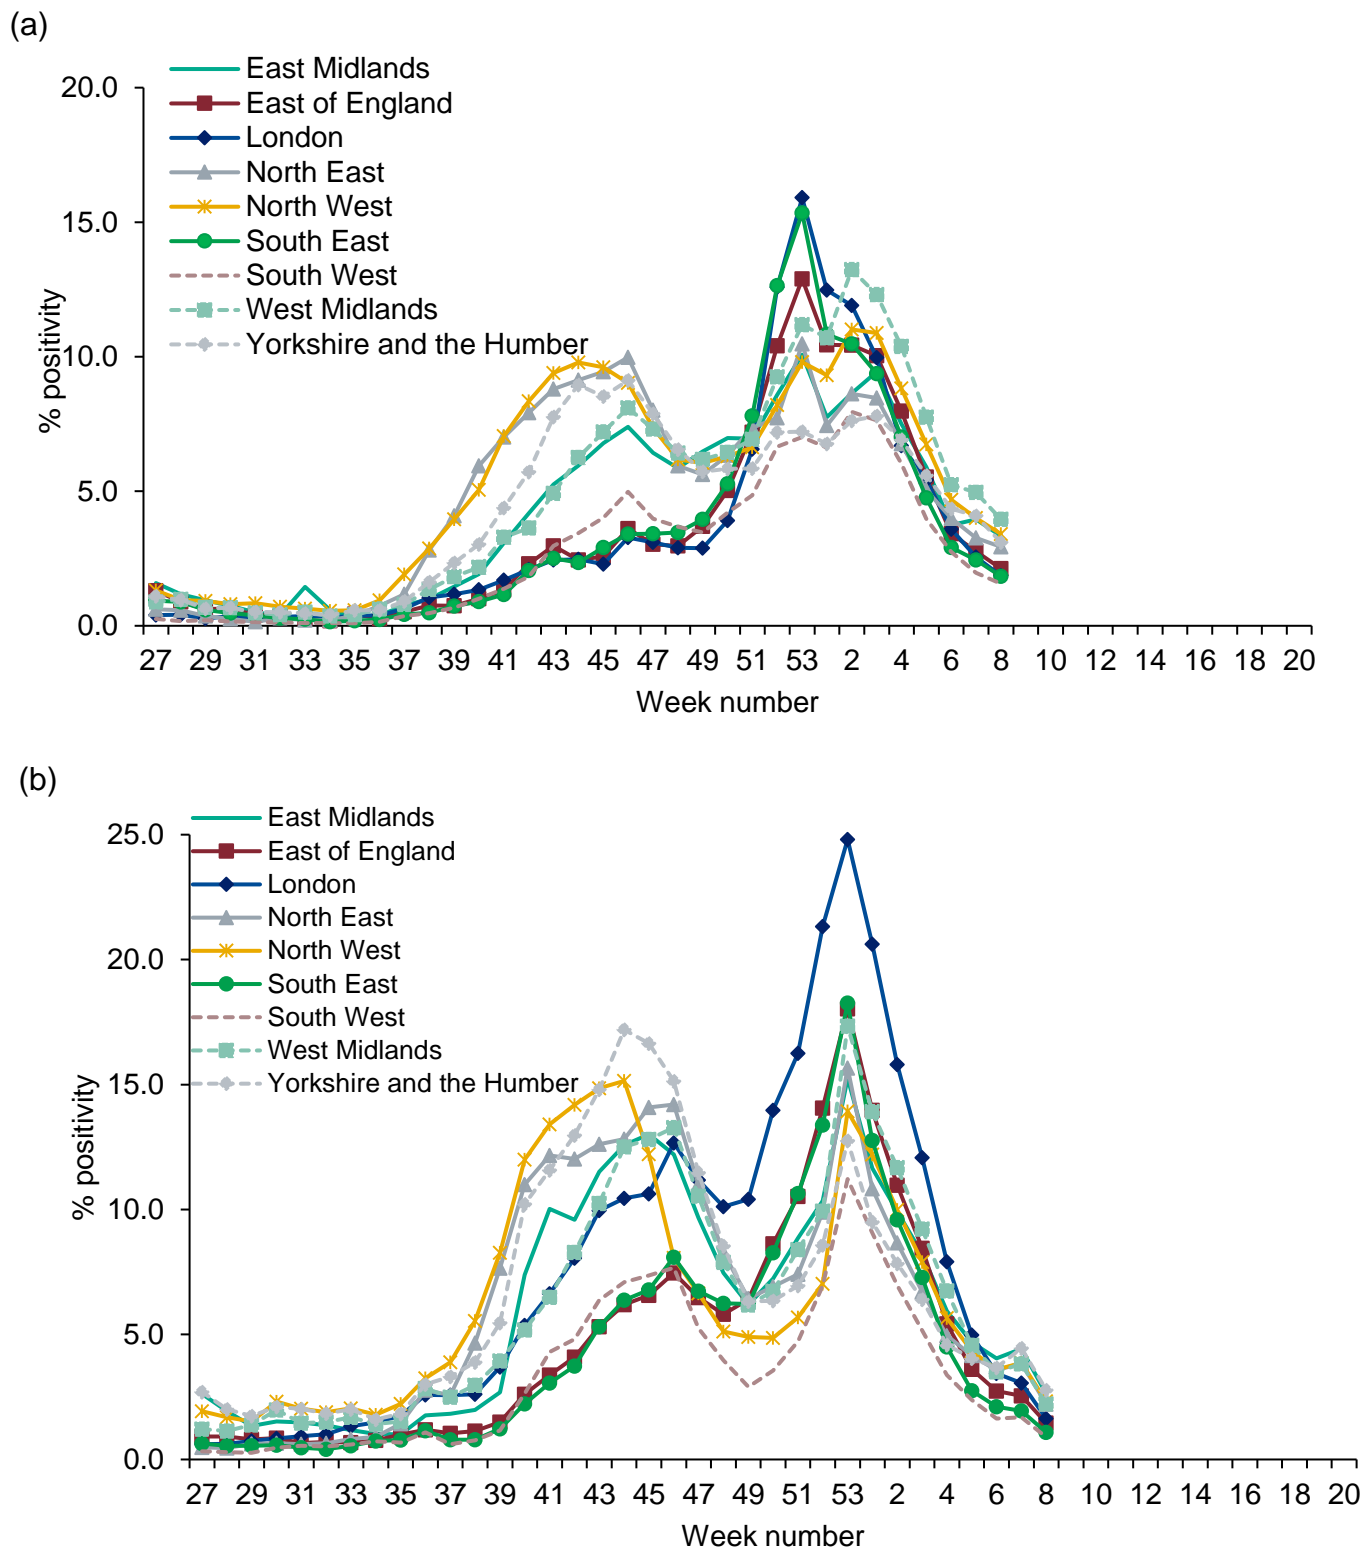 (a)
East Midlands
East of England
London
North East
North West
South East
South West
West Midlands
Yorkshire and the Humber
20.0
15.0
10.0
5.0
0.0
% positivity
27 29 31 33 35 37 39 41 43 45 47 49 51 53 2 4 6 8 10 12 14 16 18 20
Week number
(b)
East Midlands
East of England
London
North East
North West
South East
South West
West Midlands
Yorkshire and the Humber
25.0
20.0
15.0
10.0
5.0
0.0
% positivity
27 29 31 33 35 37 39 41 43 45 47 49 51 53 2 4 6 8 10 12 14 16 18 20
Week number